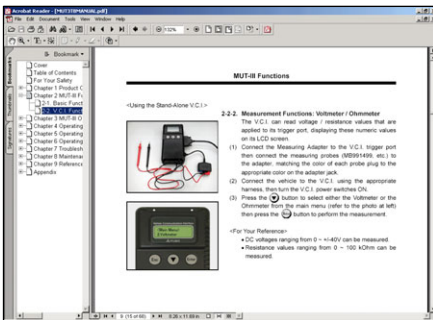 Acrobat Reader - [MUT3TBMANUAL.pdf]
File Edit Document Tools View Window Help
Bookmark
Cover
Table of Contents
For Your Safety
Chapter 1 Product C
Chapter 2 MUT-III Fu
2-1. Basic Funct
2-2. V.C.I. Funct
Chapter 3 MUT-III O
Chapter 4 Operating
Chapter 5 Operating
Chapter 6 Operating
Chapter 7 Troublesh
Chapter 8 Maintenan
Chapter 9 Reference
Appendix
Bookmarks
Thumbnails
Signatures
MUT-III Functions
<Using the Stand-Alone V.C.I.>
2-2-2. Measurement Functions: Voltmeter / Ohmmeter
The V.C.I. can read voltage / resistance values that are
applied to its trigger port, displaying these numeric values
on its LCD screen.
(1) Connect the Measuring Adapter to the V.C.I. trigger port
then connect the measuring probes (MB991499, etc.) to
the adapter, matching the color of each probe plug to the
appropriate color on the adapter jack.
(2) Connect the vehicle to the V.C.I. using the appropriate
harness, then turn the V.C.I. power switches ON.
(3) Press the button to select either the Voltmeter or the
Ohmmeter from the main menu (refer to the photo at left)
then press the button to perform the measurement.
<For Your Reference>
• DC voltages ranging from 0 ~ +/-40V can be measured.
• Resistance values ranging from 0 ~ 100 kOhm can be
measured.